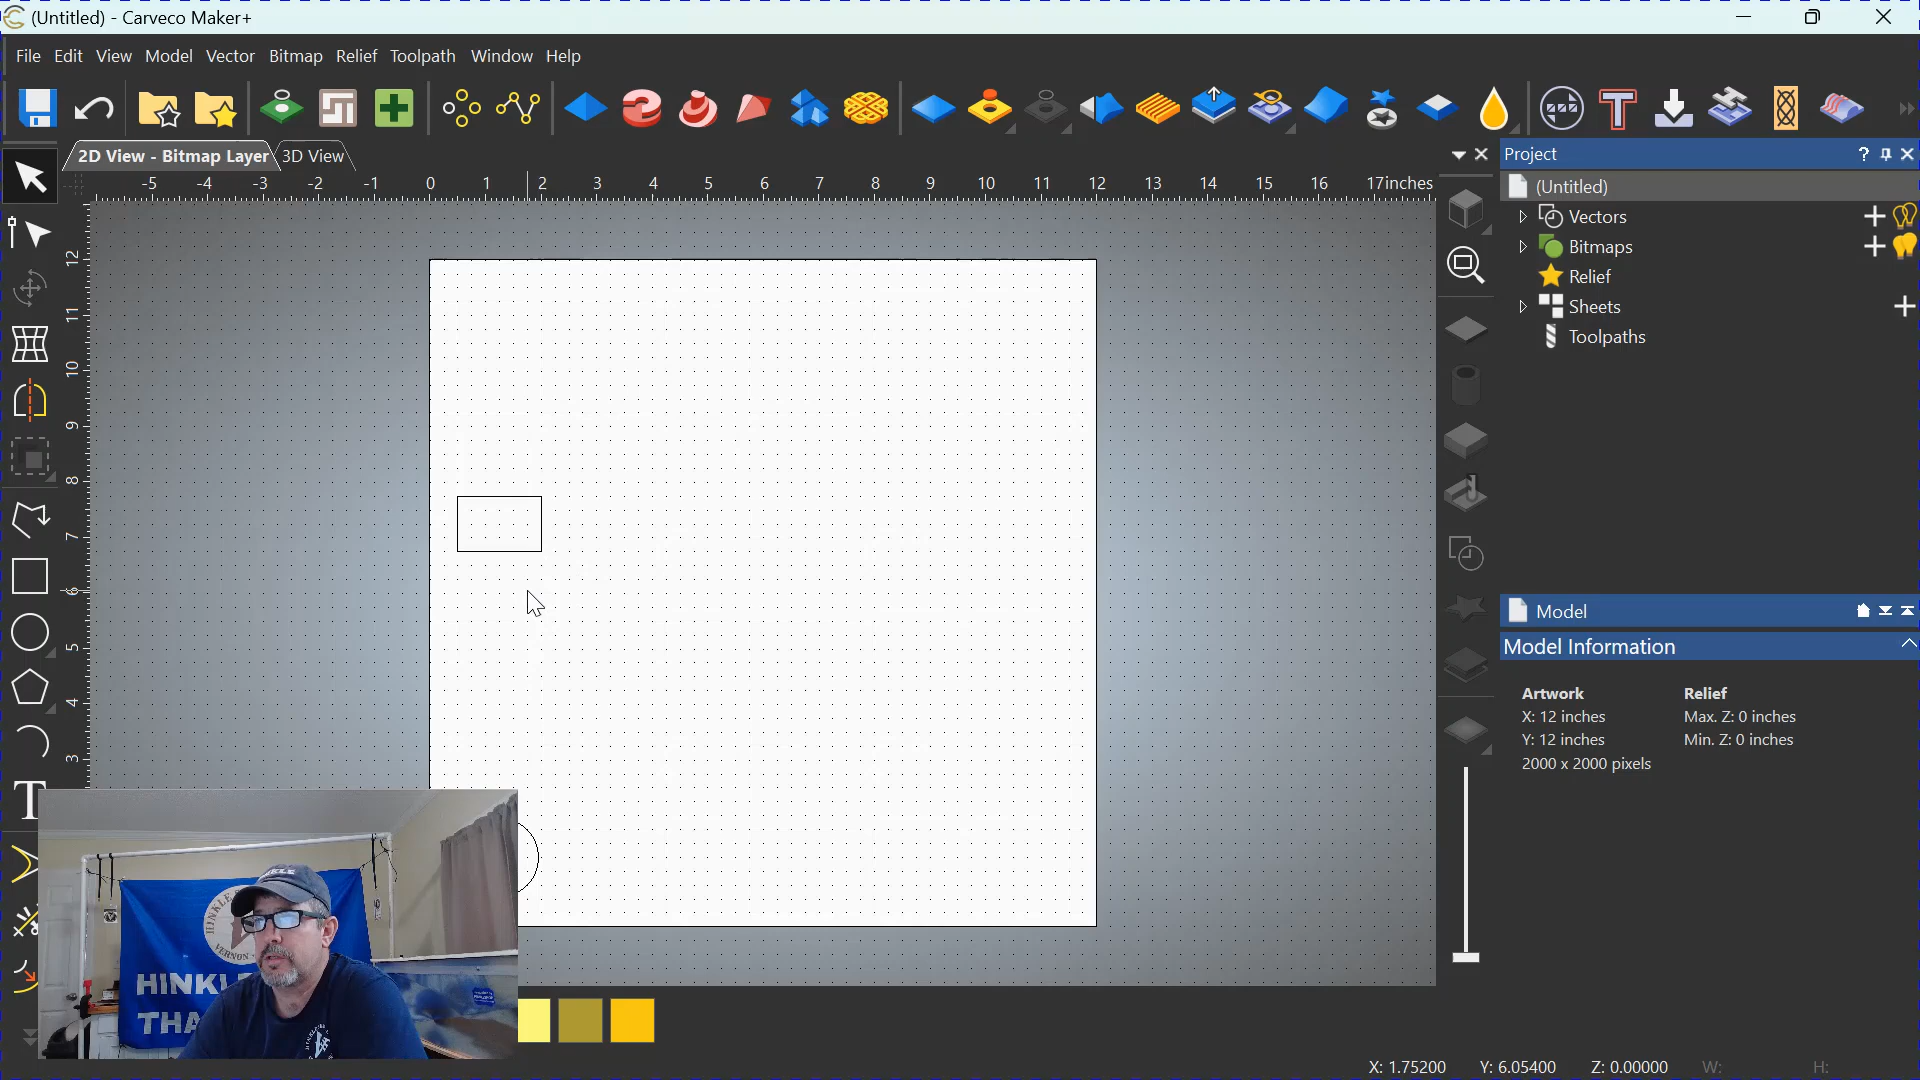 (Untitled) - Carveco Maker+
File Edit View Model Vector Bitmap Relief Toolpath Window Help
2D View - Bitmap Layer 3D View
-5 -4 -3 -2 -1 0 1 2 3 4 5 6 7 8 9 10 11 12 13 14 15 16 17inches
12
11
10
9
8
7
6
5
4
3
Project
(Untitled)
Vectors
Bitmaps
Relief
Sheets
Toolpaths
Model
Model Information
Artwork Relief
X: 12 inches Max. Z: 0 inches
Y: 12 inches Min. Z: 0 inches
2000 x 2000 pixels
X: 1.75200 Y: 6.05400 Z: 0.00000 W: H: